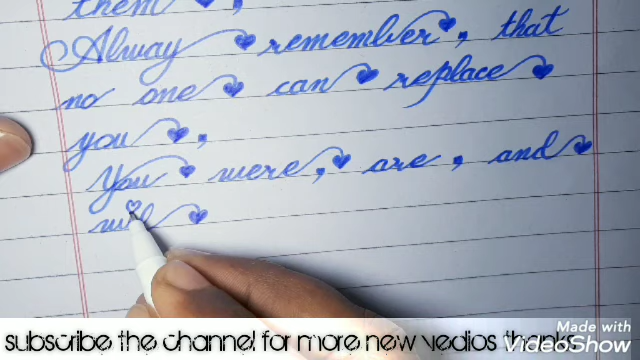 them ,
Alway remember, that
no one can replace
you ,
You were, are, and
will
subscribe the channel for more new vedios thanks
Made with
VideoShow